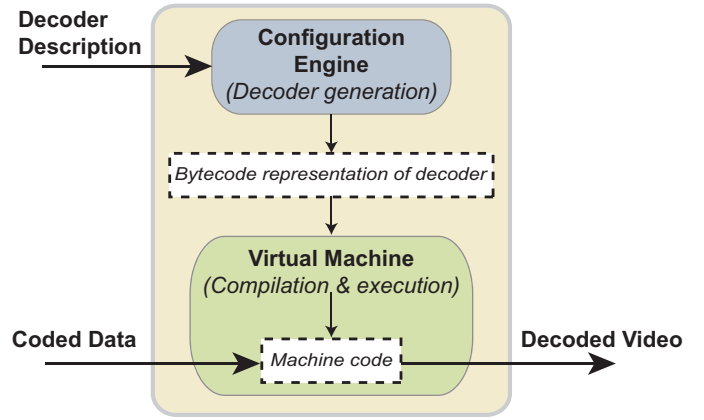 Decoder
Description
Configuration
Engine
(Decoder generation)
Bytecode representation of decoder
Virtual Machine
(Compilation & execution)
Coded Data
Machine code
Decoded Video